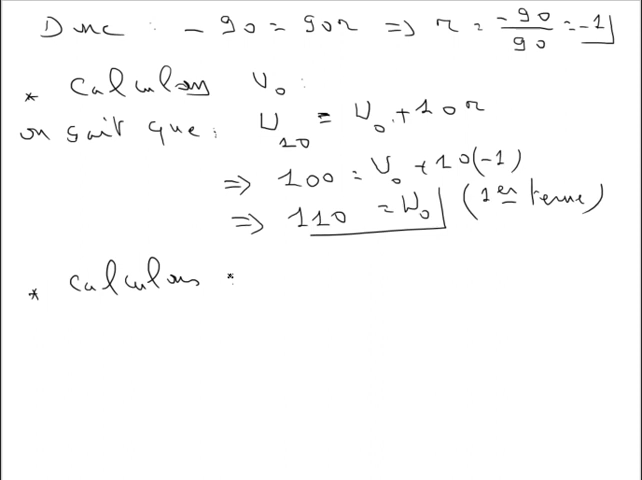 Donc : - 90 = 90r => r = -90/90 = -1
* Calculons U₀ :
on sait que : U₁₀ = U₀ + 10r
=> 100 = U₀ + 10(-1)
=> 110 = U₀ (1er terme)
* Calculons :